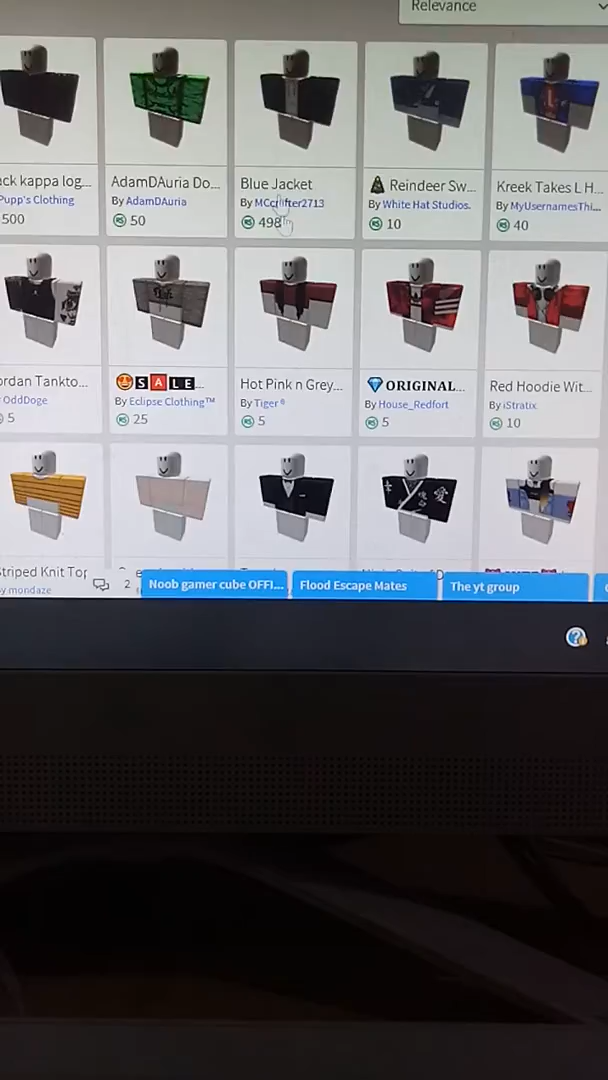 Relevance
ack kappa log...
Pupp's Clothing
500
AdamDAuria Do...
By AdamDAuria
50
Blue Jacket
By MCcrafter2713
498
Reindeer Sw...
By White Hat Studios.
10
Kreek Takes L H...
By MyUsernamesThi...
40
ordan Tankto...
OddDoge
5
SALE...
By Eclipse Clothing™
25
Hot Pink n Grey...
By Tiger®
5
ORIGINAL...
By House_Redfort
5
Red Hoodie Wit...
By iStratix
10
Striped Knit Top
By mondaze
2
Noob gamer cube OFFI...
Flood Escape Mates
The yt group